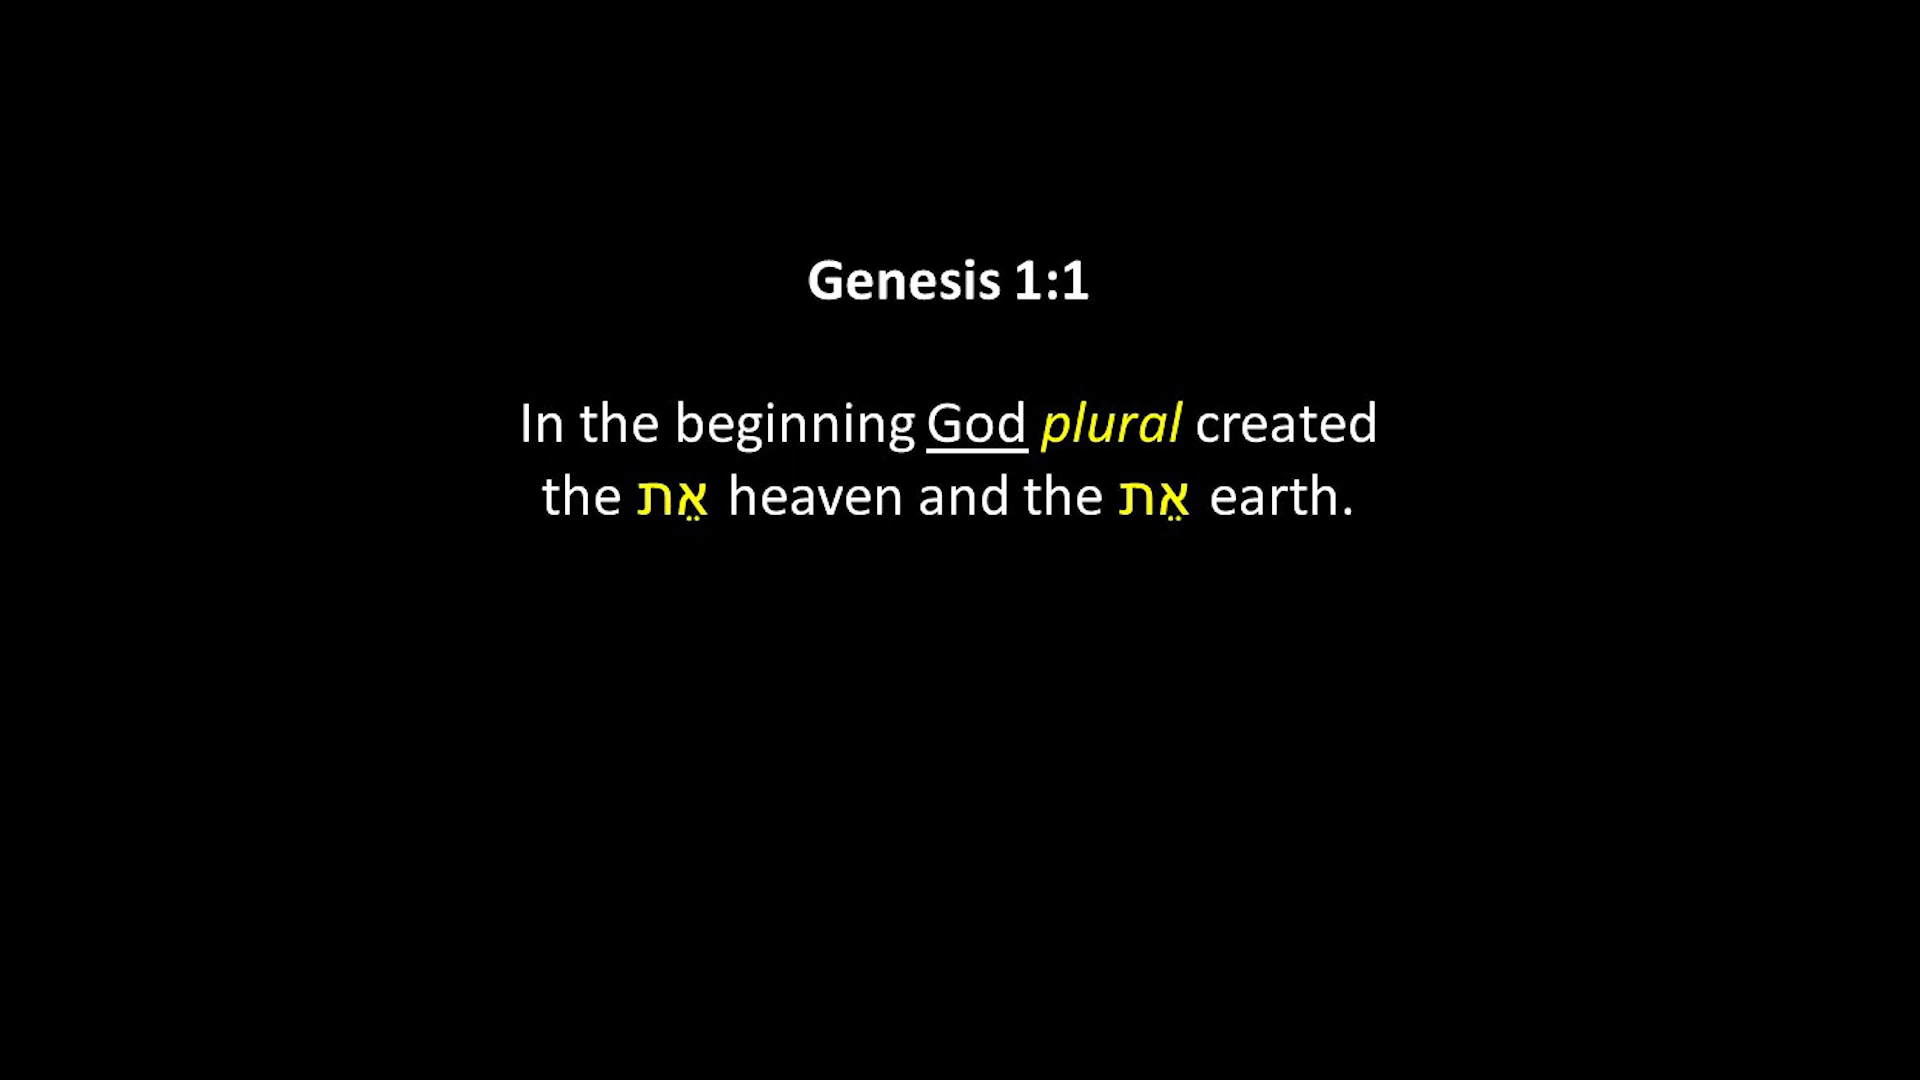 Genesis 1:1
In the beginning God plural created
the אֵת heaven and the אֵת earth.